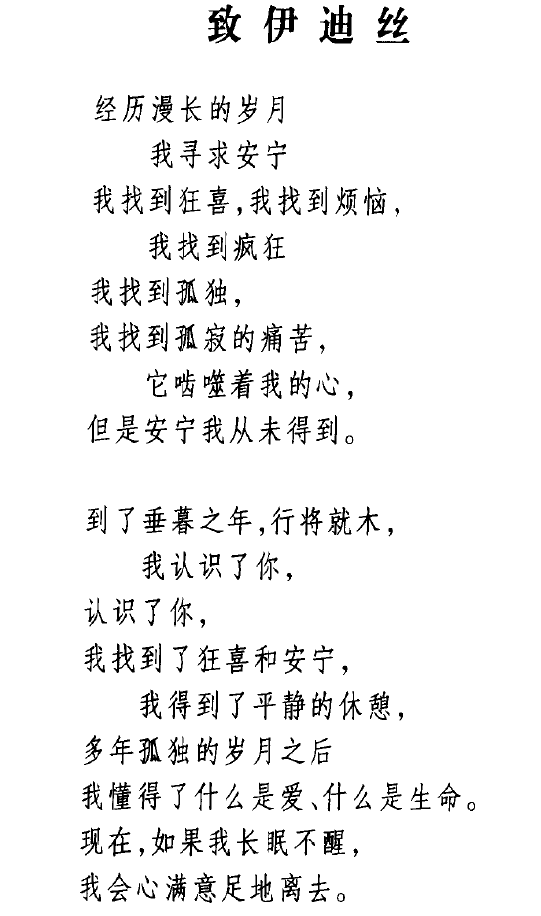 致伊迪丝
经历漫长的岁月
我寻求安宁
我找到狂喜,我找到烦恼,
我找到疯狂
我找到孤独,
我找到孤寂的痛苦,
它啮噬着我的心,
但是安宁我从未得到。
到了垂暮之年,行将就木,
我认识了你,
认识了你,
我找到了狂喜和安宁,
我得到了平静的休憩,
多年孤独的岁月之后
我懂得了什么是爱、什么是生命。
现在,如果我长眠不醒,
我会心满意足地离去。